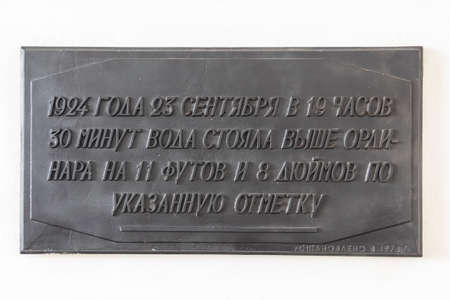 1924 ГОДА 23 СЕНТЯБРЯ В 19 ЧАСОВ
30 МИНУТ ВОДА СТОЯЛА ВЫШЕ ОРДИ-
НАРА НА 11 ФУТОВ И 8 ДЮЙМОВ ПО
УКАЗАННУЮ ОТМЕТКУ
УСТАНОВЛЕНО В